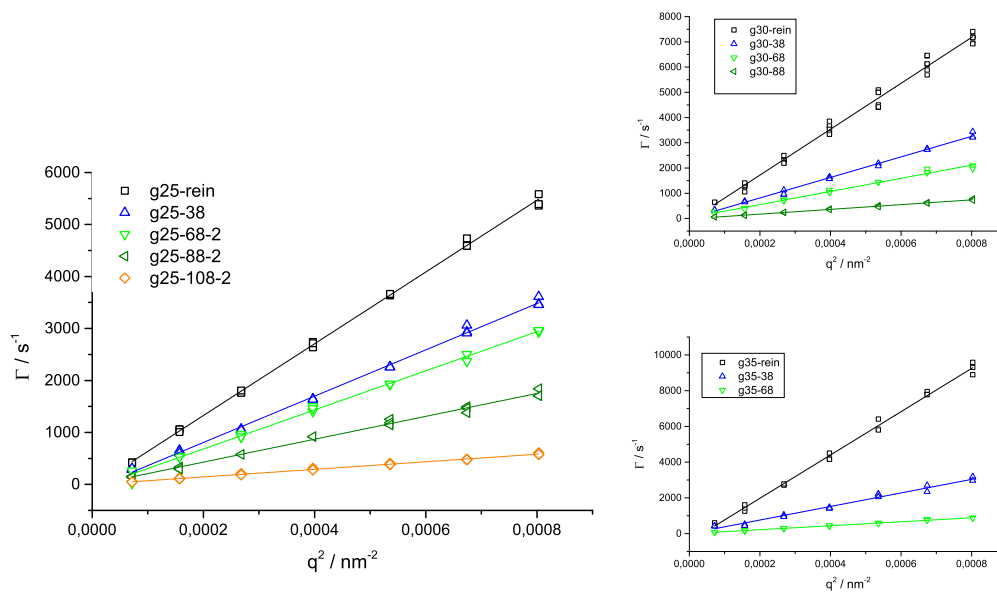 6000
5000
4000
3000
2000
1000
0
Γ / s-1
g25-rein
g25-38
g25-68-2
g25-88-2
g25-108-2
0,0000
0,0002
0,0004
0,0006
0,0008
q2 / nm-2
8000
7000
6000
5000
4000
3000
2000
1000
0
Γ / s-1
g30-rein
g30-38
g30-68
g30-88
0,0000
0,0002
0,0004
0,0006
0,0008
q2 / nm-2
10000
8000
6000
4000
2000
0
Γ / s-1
g35-rein
g35-38
g35-68
0,0000
0,0002
0,0004
0,0006
0,0008
q2 / nm-2